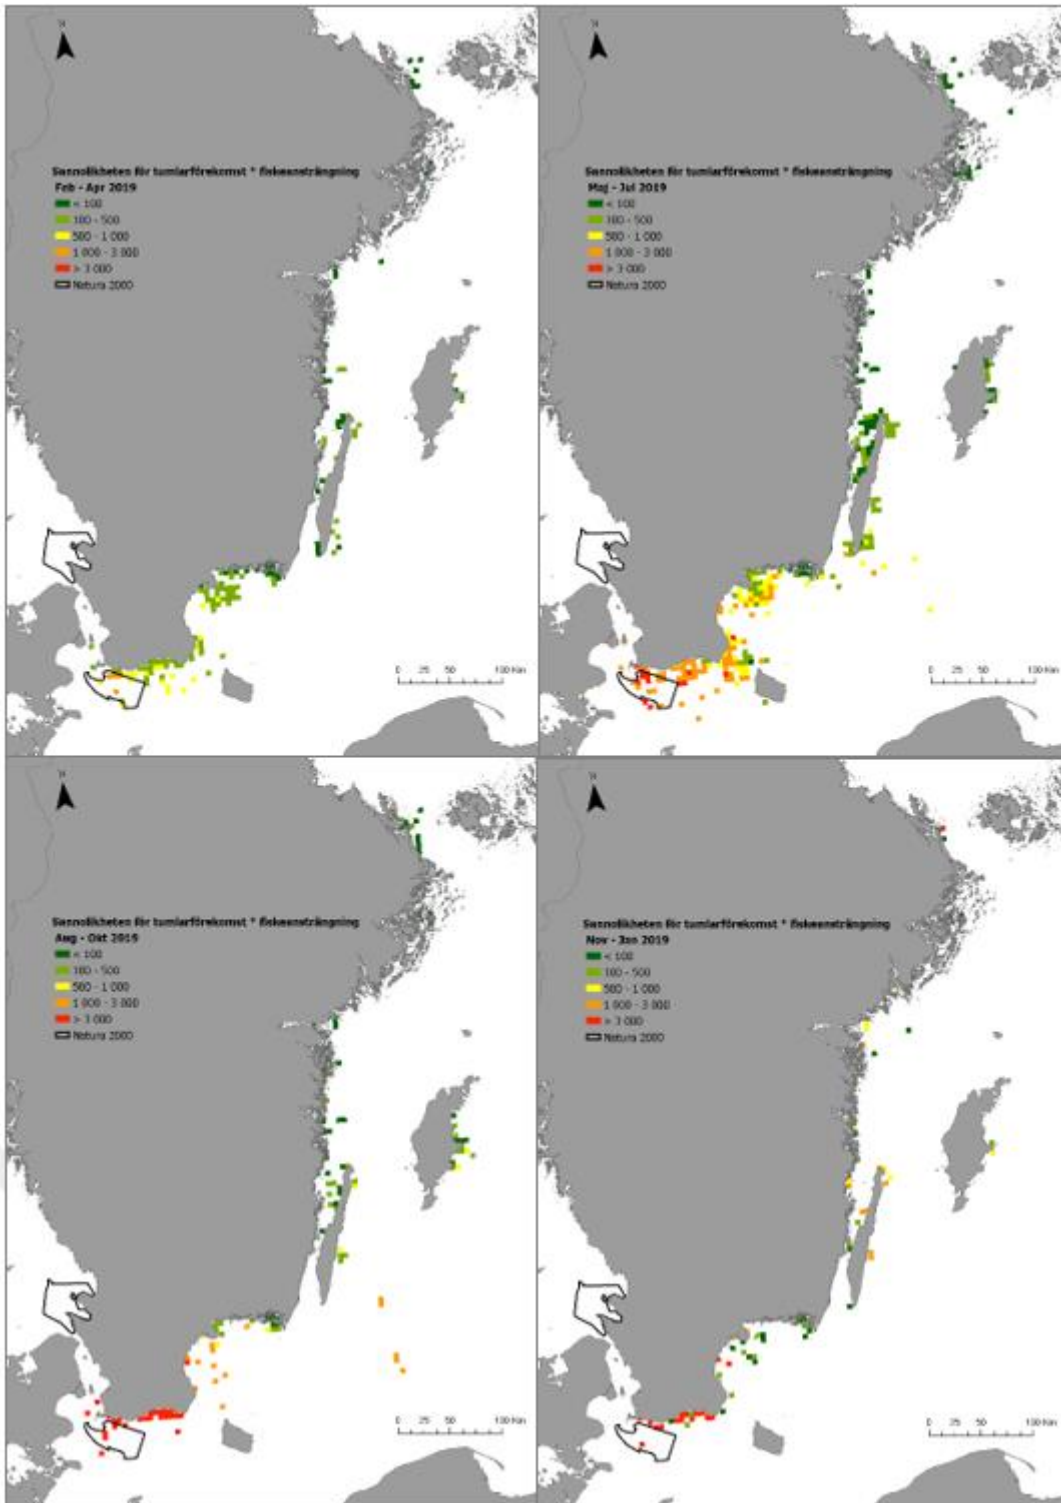 N
Sannolikheten för tumlarförekomst * fiskeansträngning
Feb - Apr 2019
< 100
100 - 500
500 - 1 000
1 000 - 3 000
> 3 000
Natura 2000
0 25 50 100 Km
N
Sannolikheten för tumlarförekomst * fiskeansträngning
Maj - Jul 2019
< 100
100 - 500
500 - 1 000
1 000 - 3 000
> 3 000
Natura 2000
0 25 50 100 Km
N
Sannolikheten för tumlarförekomst * fiskeansträngning
Aug - Okt 2019
< 100
100 - 500
500 - 1 000
1 000 - 3 000
> 3 000
Natura 2000
0 25 50 100 Km
N
Sannolikheten för tumlarförekomst * fiskeansträngning
Nov - Jan 2019
< 100
100 - 500
500 - 1 000
1 000 - 3 000
> 3 000
Natura 2000
0 25 50 100 Km